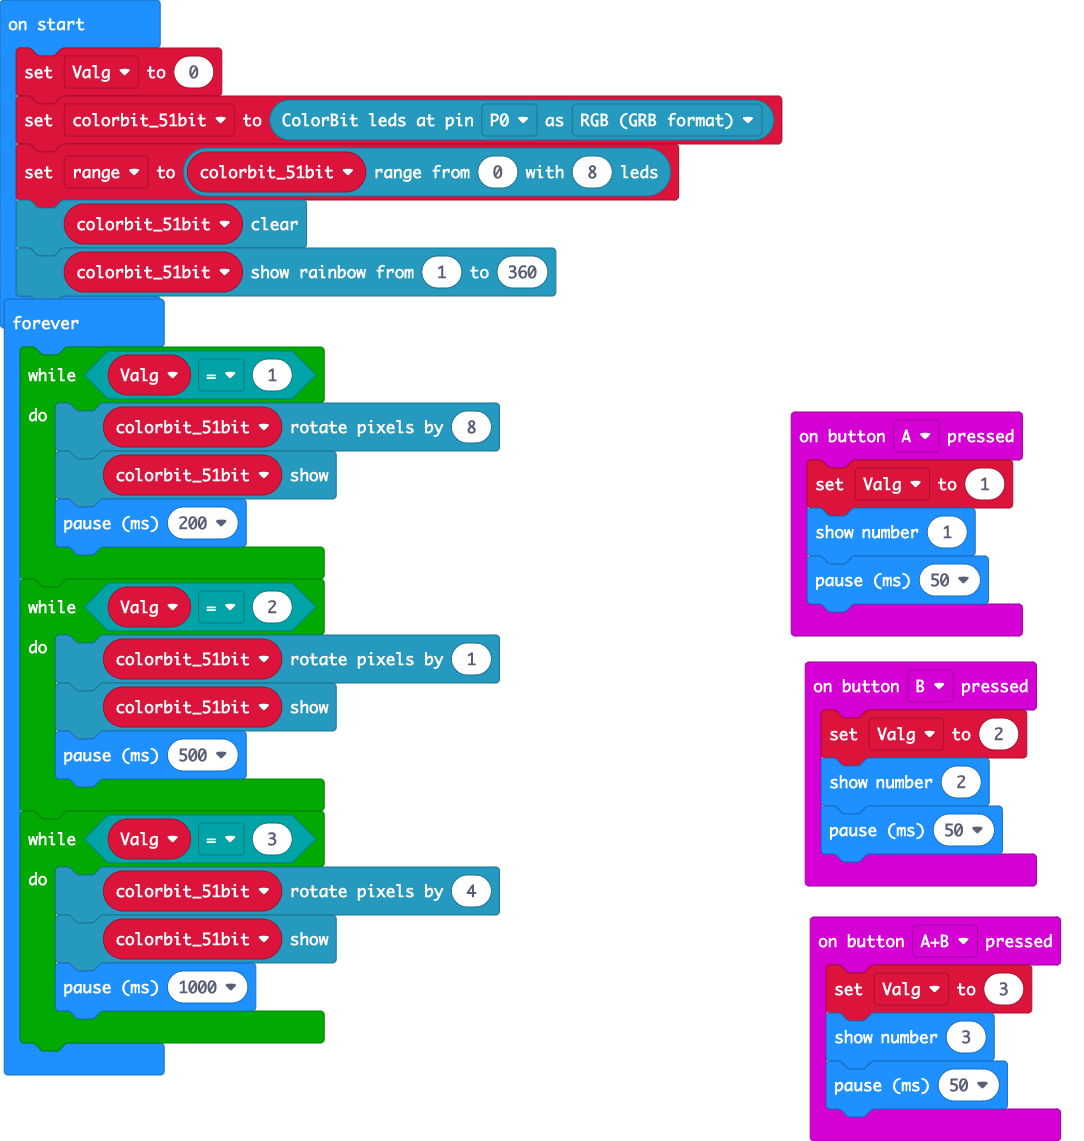 on start
set Valg to 0
set colorbit_51bit to ColorBit leds at pin P0 as RGB (GRB format)
set range to colorbit_51bit range from 0 with 8 leds
colorbit_51bit clear
colorbit_51bit show rainbow from 1 to 360
forever
while Valg = 1
do
colorbit_51bit rotate pixels by 8
colorbit_51bit show
pause (ms) 200
while Valg = 2
do
colorbit_51bit rotate pixels by 1
colorbit_51bit show
pause (ms) 500
while Valg = 3
do
colorbit_51bit rotate pixels by 4
colorbit_51bit show
pause (ms) 1000
on button A pressed
set Valg to 1
show number 1
pause (ms) 50
on button B pressed
set Valg to 2
show number 2
pause (ms) 50
on button A+B pressed
set Valg to 3
show number 3
pause (ms) 50